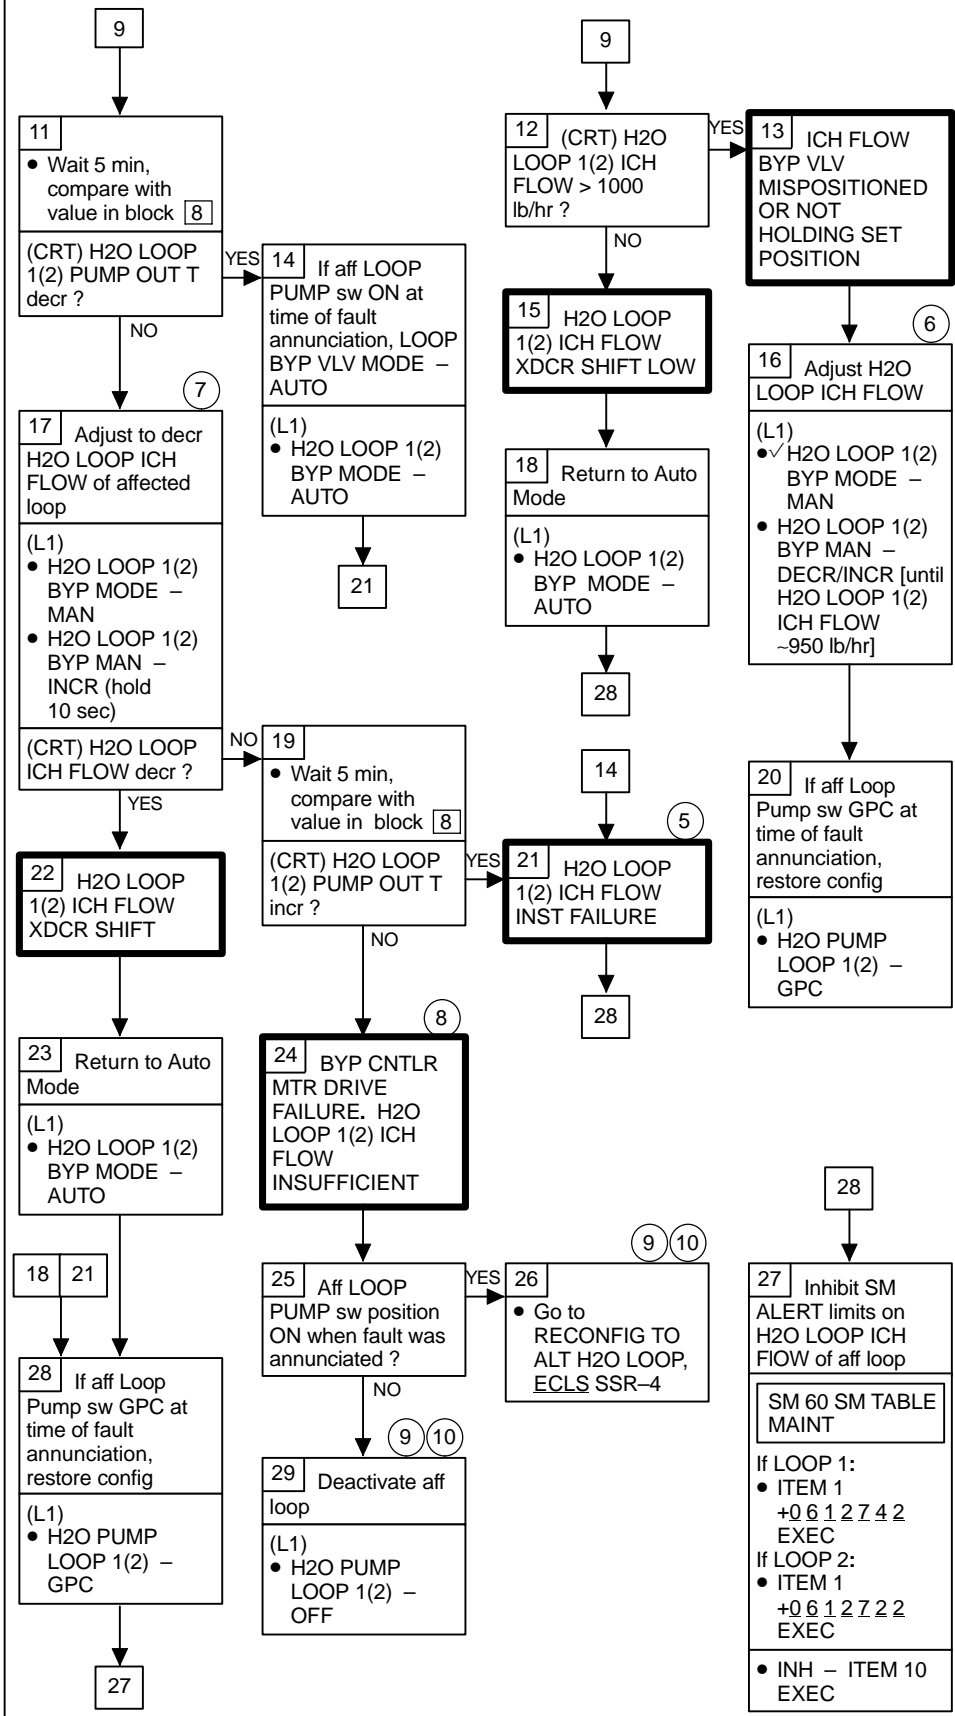 9
11
• Wait 5 min,
compare with
value in block 8
(CRT) H2O LOOP
1(2) PUMP OUT T
decr ?
YES
NO
14 If aff LOOP
PUMP sw ON at
time of fault
annunciation, LOOP
BYP VLV MODE –
AUTO
(L1)
• H2O LOOP 1(2)
BYP MODE –
AUTO
21
7
17 Adjust to decr
H2O LOOP ICH
FLOW of affected
loop
(L1)
• H2O LOOP 1(2)
BYP MODE –
MAN
• H2O LOOP 1(2)
BYP MAN –
INCR (hold
10 sec)
(CRT) H2O LOOP
ICH FLOW decr ?
NO
YES
19
• Wait 5 min,
compare with
value in block 8
(CRT) H2O LOOP
1(2) PUMP OUT T
incr ?
YES
NO
22 H2O LOOP
1(2) ICH FLOW
XDCR SHIFT
23 Return to Auto
Mode
(L1)
• H2O LOOP 1(2)
BYP MODE –
AUTO
18 21
28 If aff Loop
Pump sw GPC at
time of fault
annunciation,
restore config
(L1)
• H2O PUMP
LOOP 1(2) –
GPC
27
8
24 BYP CNTLR
MTR DRIVE
FAILURE. H2O
LOOP 1(2) ICH
FLOW
INSUFFICIENT
25 Aff LOOP
PUMP sw position
ON when fault was
annunciated ?
YES
NO
9 10
26
• Go to
RECONFIG TO
ALT H2O LOOP,
ECLS SSR–4
9 10
29 Deactivate aff
loop
(L1)
• H2O PUMP
LOOP 1(2) –
OFF
9
12 (CRT) H2O
LOOP 1(2) ICH
FLOW > 1000
lb/hr ?
YES
NO
13 ICH FLOW
BYP VLV
MISPOSITIONED
OR NOT
HOLDING SET
POSITION
15 H2O LOOP
1(2) ICH FLOW
XDCR SHIFT LOW
18 Return to Auto
Mode
(L1)
• H2O LOOP 1(2)
BYP MODE –
AUTO
28
6
16 Adjust H2O
LOOP ICH FLOW
(L1)
•✓H2O LOOP 1(2)
BYP MODE –
MAN
• H2O LOOP 1(2)
BYP MAN –
DECR/INCR [until
H2O LOOP 1(2)
ICH FLOW
~950 lb/hr]
20 If aff Loop
Pump sw GPC at
time of fault
annunciation,
restore config
(L1)
• H2O PUMP
LOOP 1(2) –
GPC
14
5
21 H2O LOOP
1(2) ICH FLOW
INST FAILURE
28
28
27 Inhibit SM
ALERT limits on
H2O LOOP ICH
FlOW of aff loop
SM 60 SM TABLE
MAINT
If LOOP 1:
• ITEM 1
+0 6 1 2 7 4 2
EXEC
If LOOP 2:
• ITEM 1
+0 6 1 2 7 2 2
EXEC
• INH – ITEM 10
EXEC